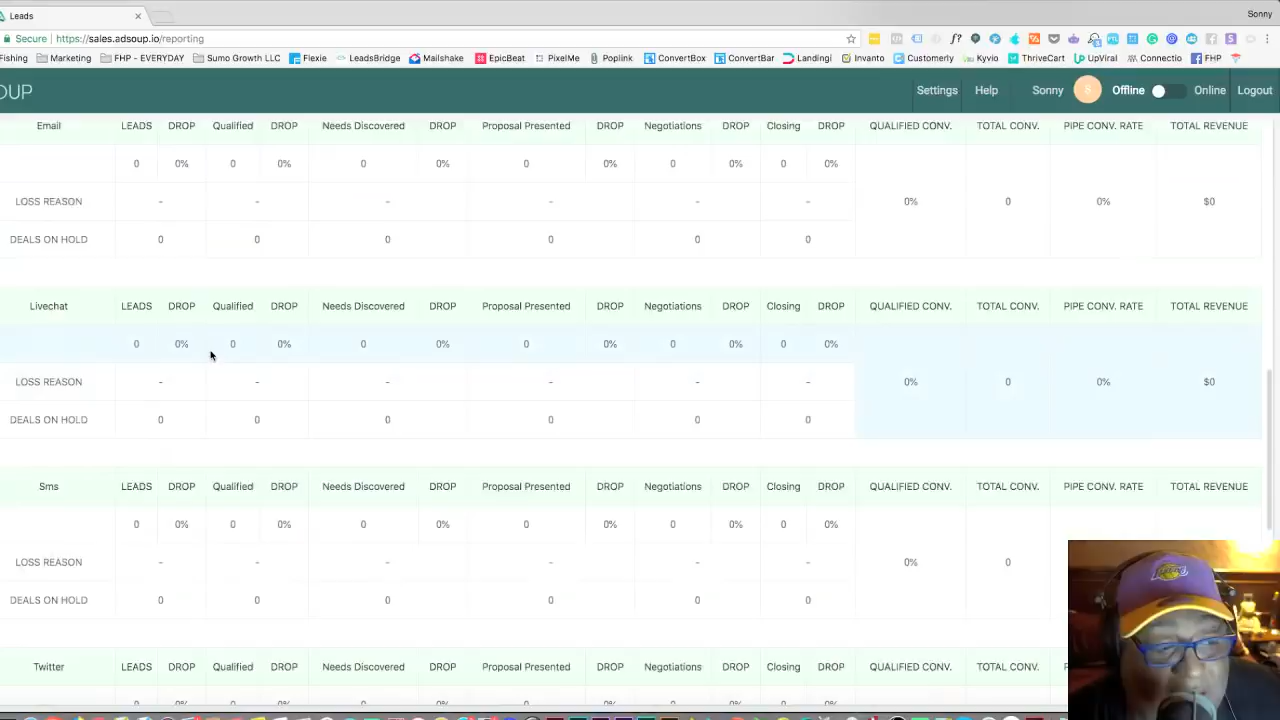 Leads
Sonny
Secure https://sales.adsoup.io/reporting
Fishing Marketing FHP - EVERYDAY Sumo Growth LLC Flexie LeadsBridge Mailshake EpicBeat PixelMe Poplink ConvertBox ConvertBar Landingi Invanto Customerly Kyvio ThriveCart UpViral Connectio FHP
OUP Settings Help Sonny S Offline Online Logout
Email LEADS DROP Qualified DROP Needs Discovered DROP Proposal Presented DROP Negotiations DROP Closing DROP QUALIFIED CONV. TOTAL CONV. PIPE CONV. RATE TOTAL REVENUE
0 0% 0 0% 0 0% 0 0% 0 0% 0 0%
LOSS REASON - - - - - - 0% 0 0% $0
DEALS ON HOLD 0 0 0 0 0 0
Livechat LEADS DROP Qualified DROP Needs Discovered DROP Proposal Presented DROP Negotiations DROP Closing DROP QUALIFIED CONV. TOTAL CONV. PIPE CONV. RATE TOTAL REVENUE
0 0% 0 0% 0 0% 0 0% 0 0% 0 0%
LOSS REASON - - - - - - 0% 0 0% $0
DEALS ON HOLD 0 0 0 0 0 0
Sms LEADS DROP Qualified DROP Needs Discovered DROP Proposal Presented DROP Negotiations DROP Closing DROP QUALIFIED CONV. TOTAL CONV. PIPE CONV. RATE TOTAL REVENUE
0 0% 0 0% 0 0% 0 0% 0 0% 0 0%
LOSS REASON - - - - - - 0% 0
DEALS ON HOLD 0 0 0 0 0 0
Twitter LEADS DROP Qualified DROP Needs Discovered DROP Proposal Presented DROP Negotiations DROP Closing DROP QUALIFIED CONV. TOTAL CONV.